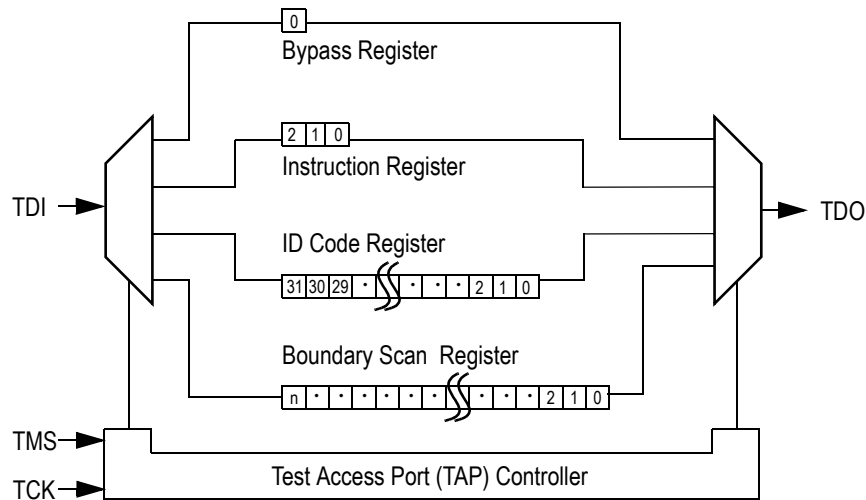 0
Bypass Register
2 1 0
Instruction Register
TDI
TDO
ID Code Register
31 30 29 · · · · 2 1 0
Boundary Scan Register
n · · · · · · · · · 2 1 0
TMS
TCK
Test Access Port (TAP) Controller